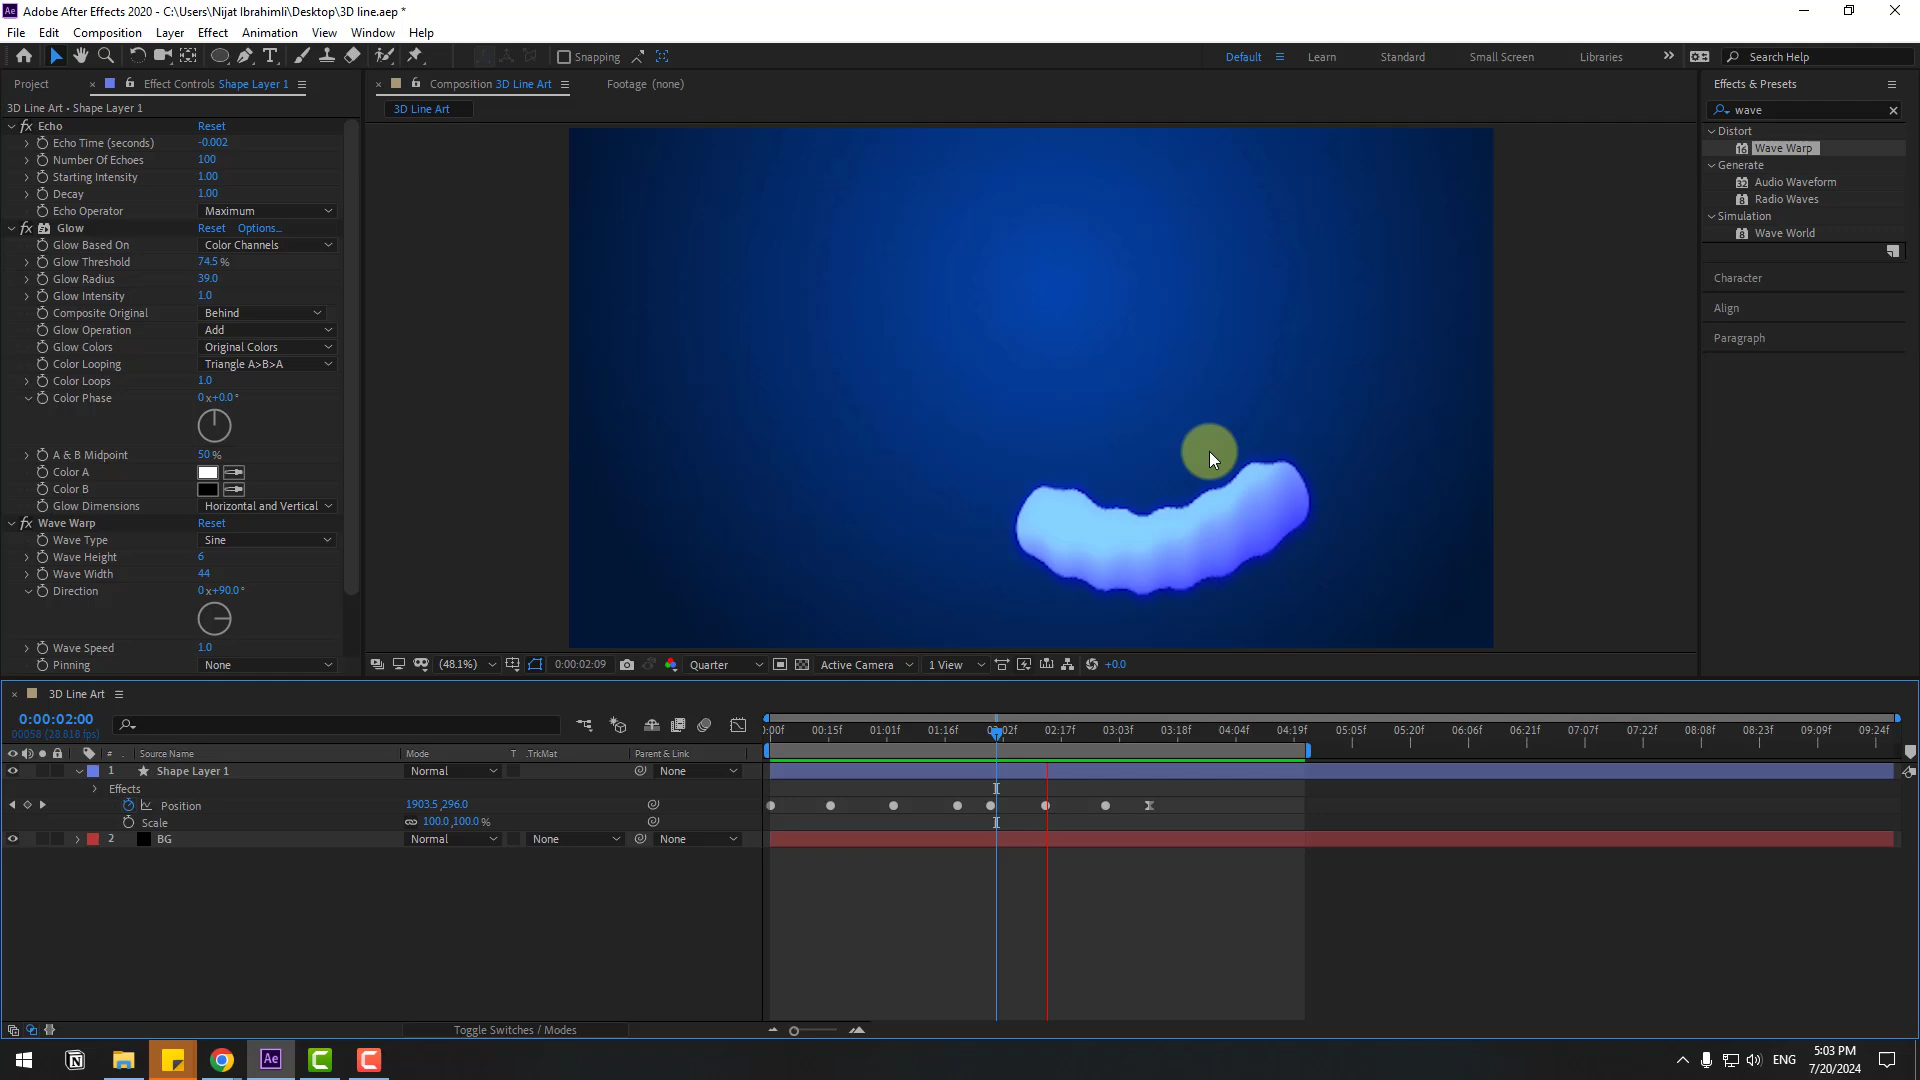 Adobe After Effects 2020 - C:\Users\Nijat Ibrahimli\Desktop\3D line.aep *
File Edit Composition Layer Effect Animation View Window Help
Snapping
Default Learn Standard Small Screen Libraries Search Help
Project Effect Controls Shape Layer 1
Composition 3D Line Art
Footage (none)
Effects & Presets
3D Line Art • Shape Layer 1
3D Line Art
wave
Echo Reset
Echo Time (seconds) -0.002
Number Of Echoes 100
Starting Intensity 1.00
Decay 1.00
Echo Operator Maximum
Glow Reset Options...
Glow Based On Color Channels
Glow Threshold 74.5 %
Glow Radius 39.0
Glow Intensity 1.0
Composite Original Behind
Glow Operation Add
Glow Colors Original Colors
Color Looping Triangle A>B>A
Color Loops 1.0
Color Phase 0 x+0.0 °
A & B Midpoint 50 %
Color A
Color B
Glow Dimensions Horizontal and Vertical
Wave Warp Reset
Wave Type Sine
Wave Height 6
Wave Width 44
Direction 0 x+90.0 °
Wave Speed 1.0
Pinning None
Distort
Wave Warp
Generate
Audio Waveform
Radio Waves
Simulation
Wave World
Character
Align
Paragraph
(48.1%) 0:00:02:09 Quarter Active Camera 1 View +0.0
3D Line Art
0:00:02:00
00058 (28.818 fps)
:00f 00:15f 01:01f 01:16f 02:02f 02:17f 03:03f 03:18f 04:04f 04:19f 05:05f 05:20f 06:06f 06:21f 07:07f 07:22f 08:08f 08:23f 09:09f 09:24f
# Source Name Mode T .TrkMat Parent & Link
1 Shape Layer 1 Normal None
Effects
Position 1903.5,296.0
Scale 100.0,100.0 %
2 BG Normal None None
Toggle Switches / Modes
Ae
ENG
5:03 PM
7/20/2024